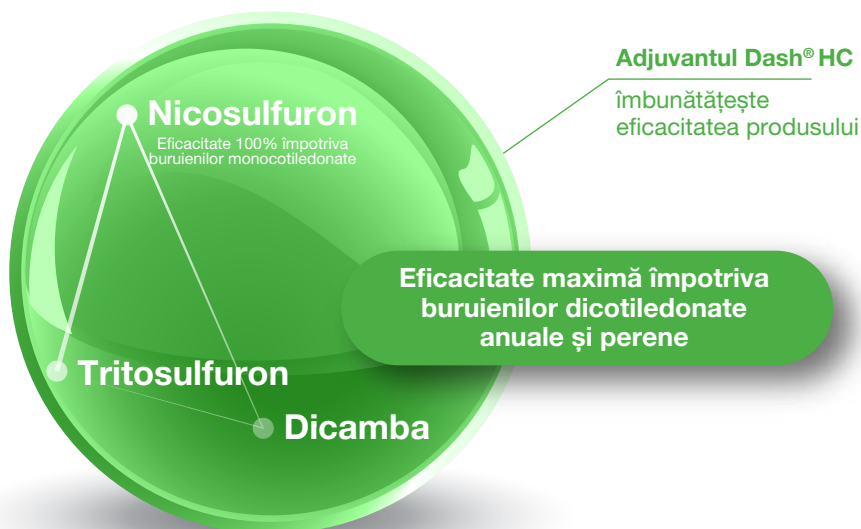 Adjuvantul Dash® HC
îmbunătățește
eficacitatea produsului
Nicosulfuron
Eficacitate 100% împotriva
buruienilor monocotiledonate
Eficacitate maximă împotriva
buruienilor dicotiledonate
anuale și perene
Tritosulfuron
Dicamba